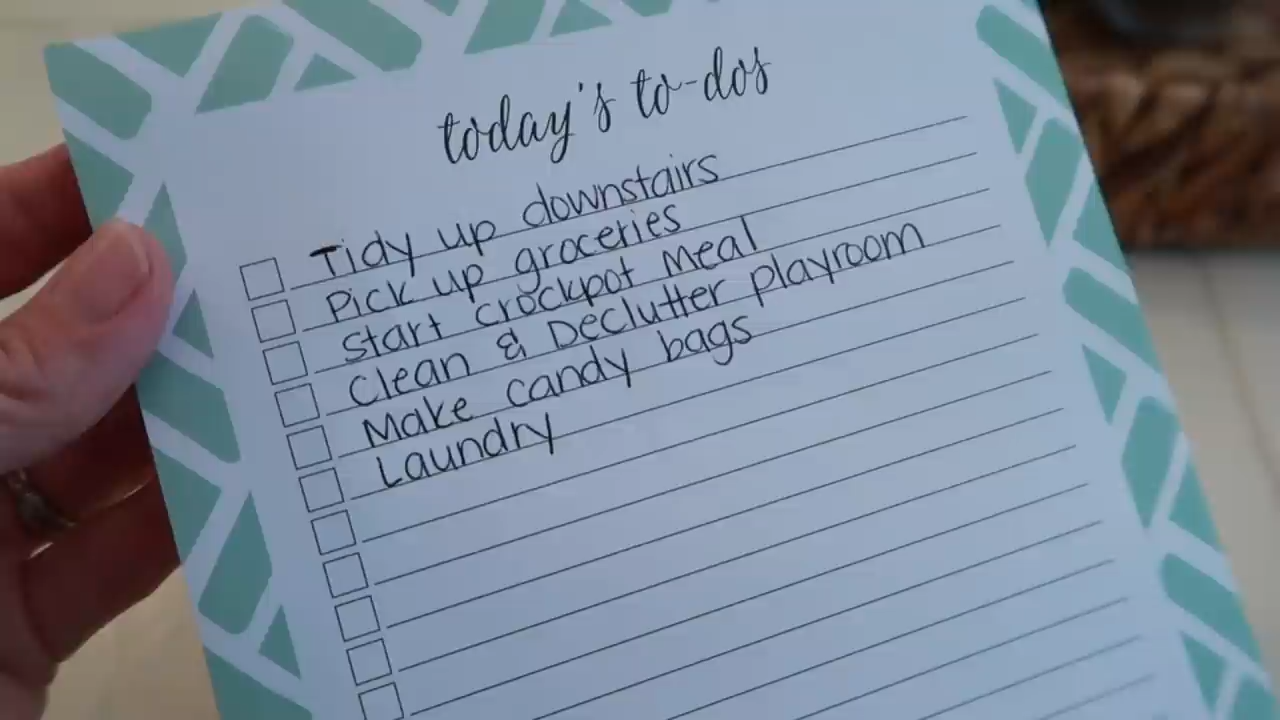 today's to-dos
Tidy up downstairs
Pick up groceries
Start crockpot Meal
Clean & Declutter playroom
Make candy bags
Laundry